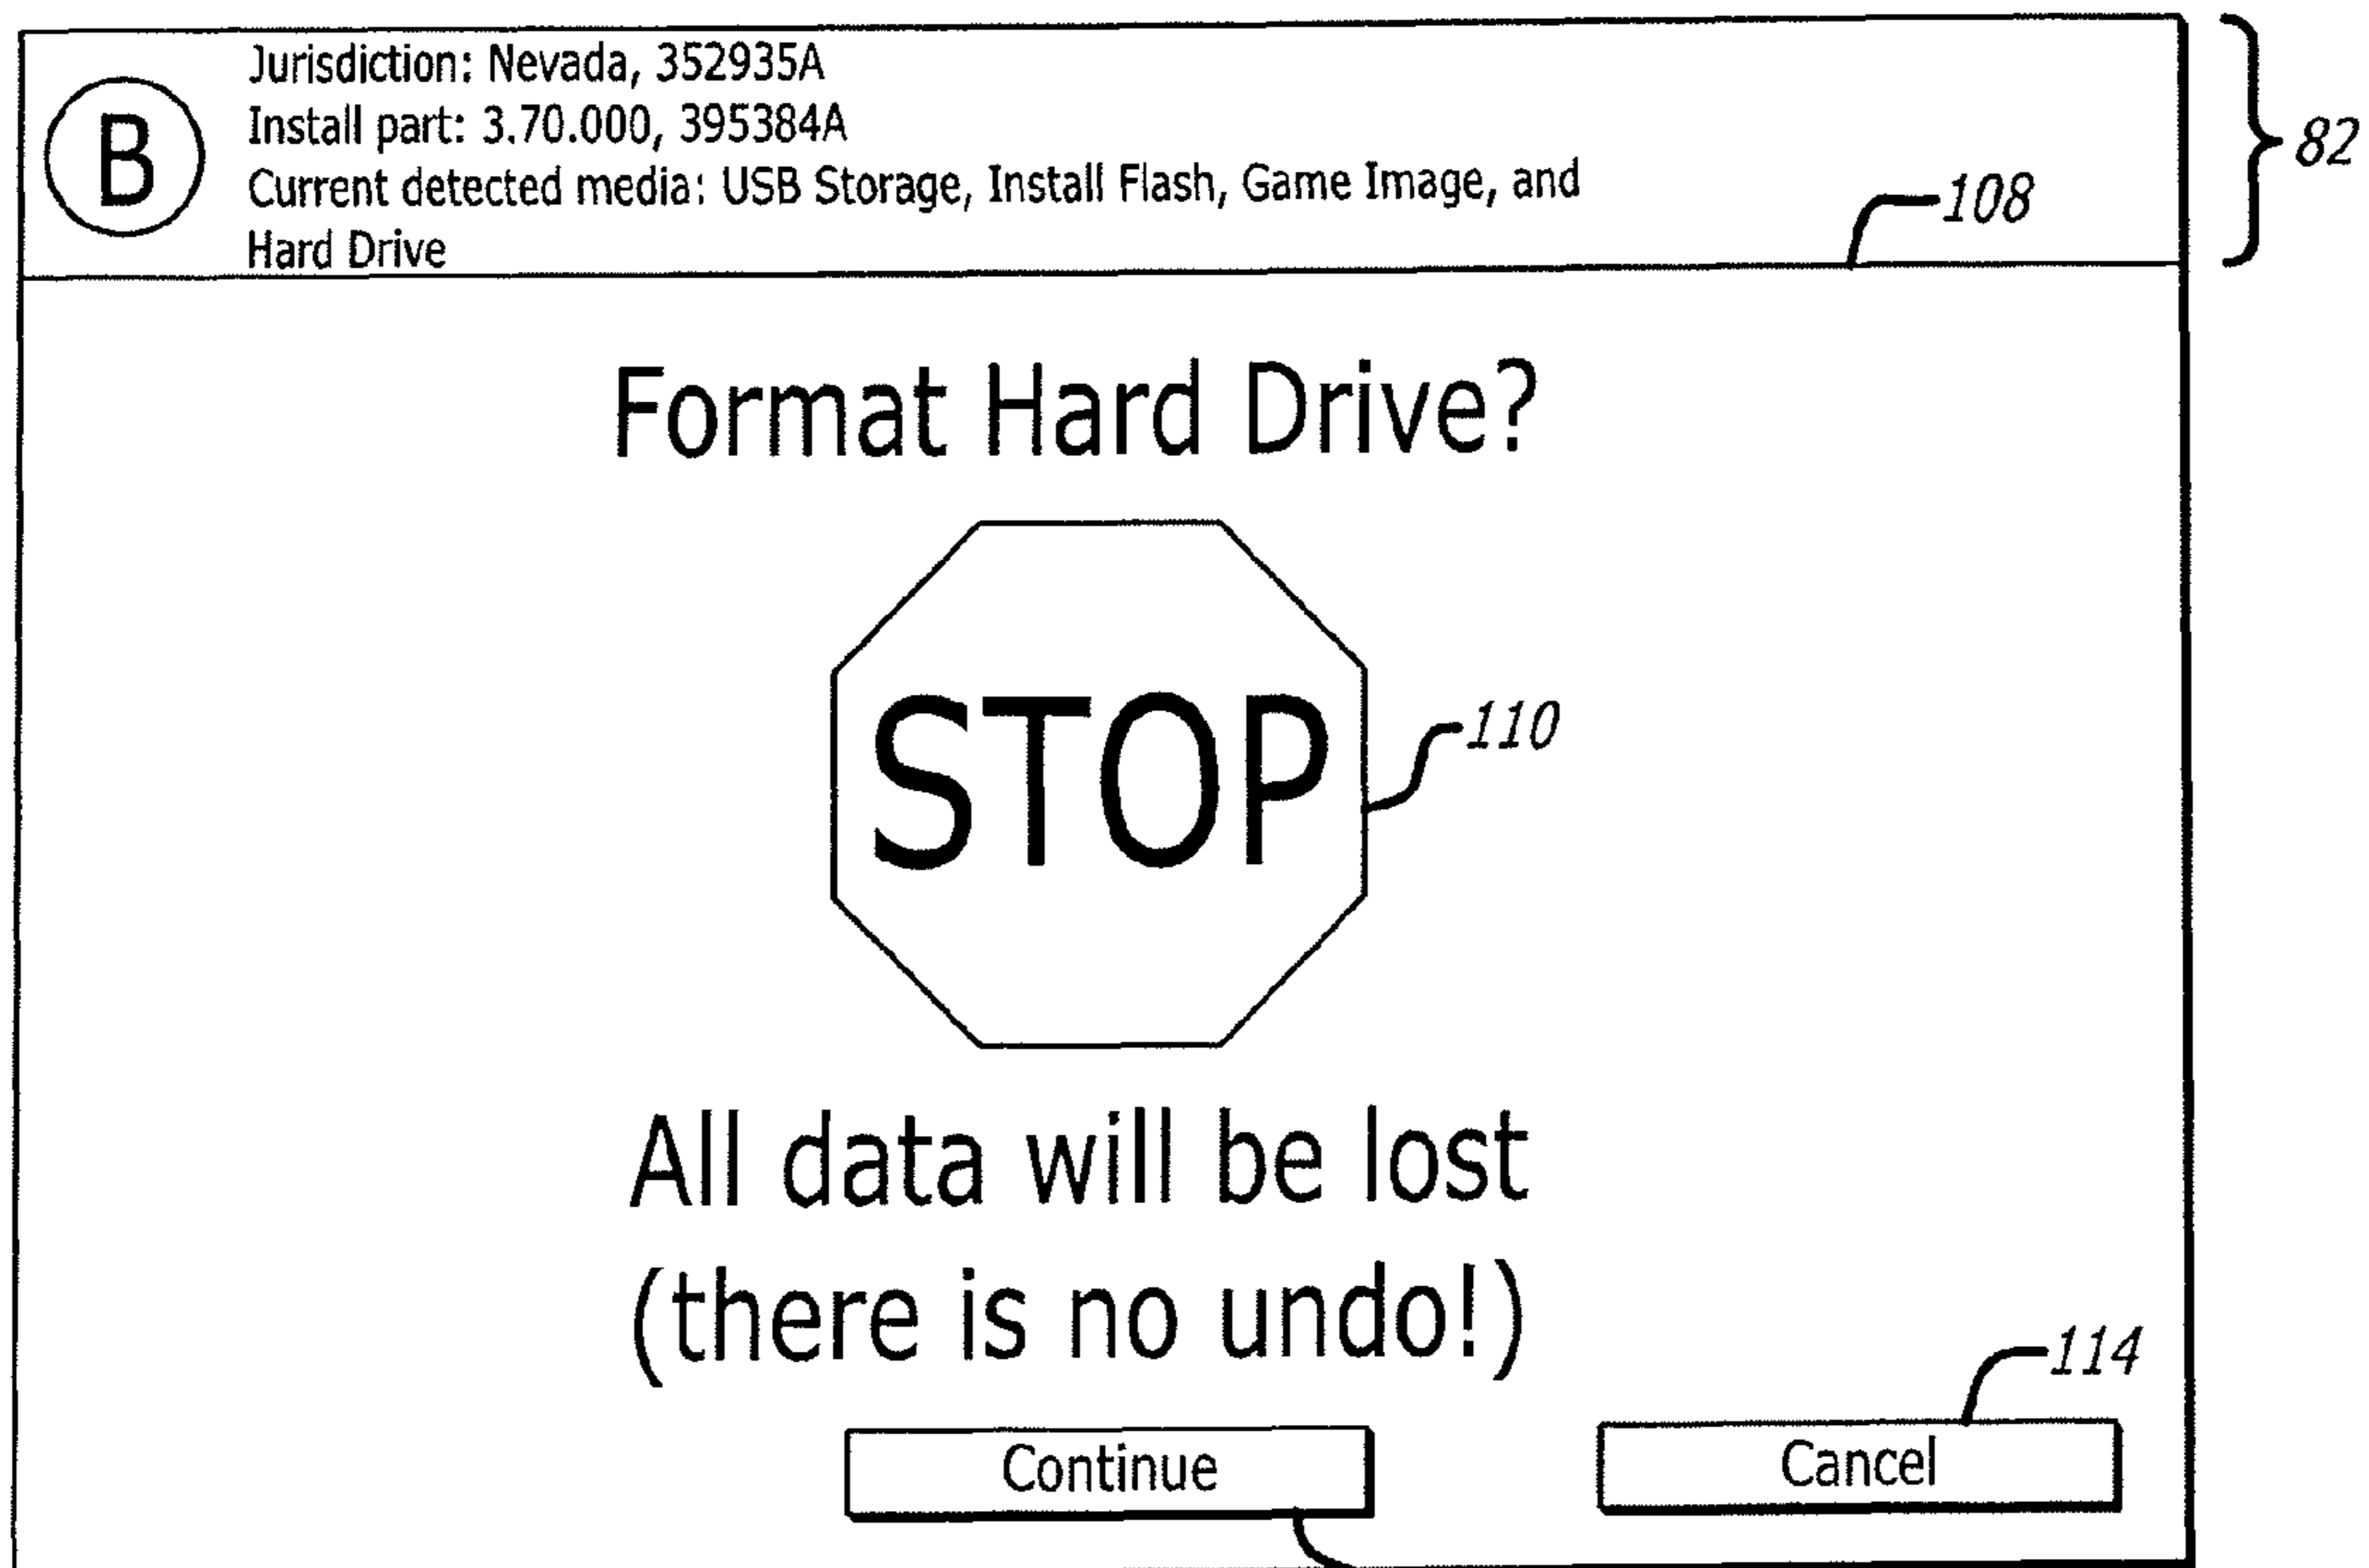 Jurisdiction: Nevada, 352935A
B
Install part: 3.70.000, 395384A
82
Current detected media: USB Storage, Install Flash, Game Image, and
108
Hard Drive
Format Hard Drive?
STOP
110
All data will be lost
(there is no undo!)
114
Continue
Cancel